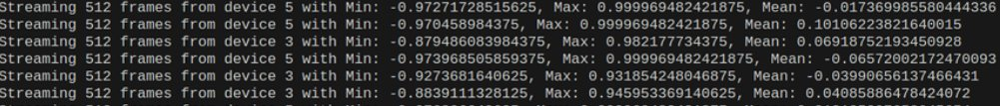 Streaming 512 frames from device 5 with Min: -0.97271728515625, Max: 0.999969482421875, Mean: -0.017369985580444336
Streaming 512 frames from device 5 with Min: -0.970458984375, Max: 0.999969482421875, Mean: 0.10106223821640015
Streaming 512 frames from device 3 with Min: -0.879486083984375, Max: 0.982177734375, Mean: 0.06918752193450928
Streaming 512 frames from device 5 with Min: -0.973968505859375, Max: 0.999969482421875, Mean: -0.06572002172470093
Streaming 512 frames from device 3 with Min: -0.9273681640625, Max: 0.931854248046875, Mean: -0.03990656137466431
Streaming 512 frames from device 3 with Min: -0.8839111328125, Max: 0.945953369140625, Mean: 0.04085886478424072